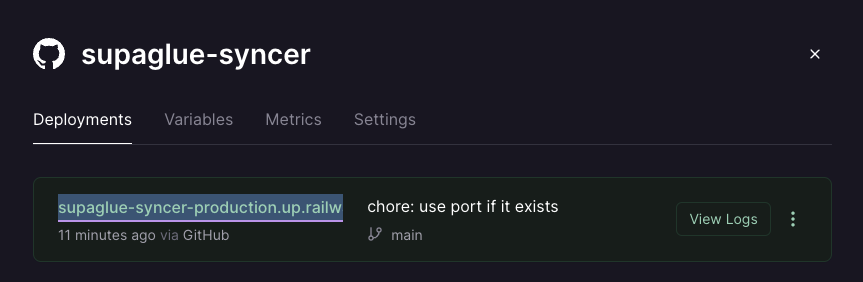 supaglue-syncer
Deployments Variables Metrics Settings
supaglue-syncer-production.up.railw
chore: use port if it exists
11 minutes ago via GitHub
main
View Logs